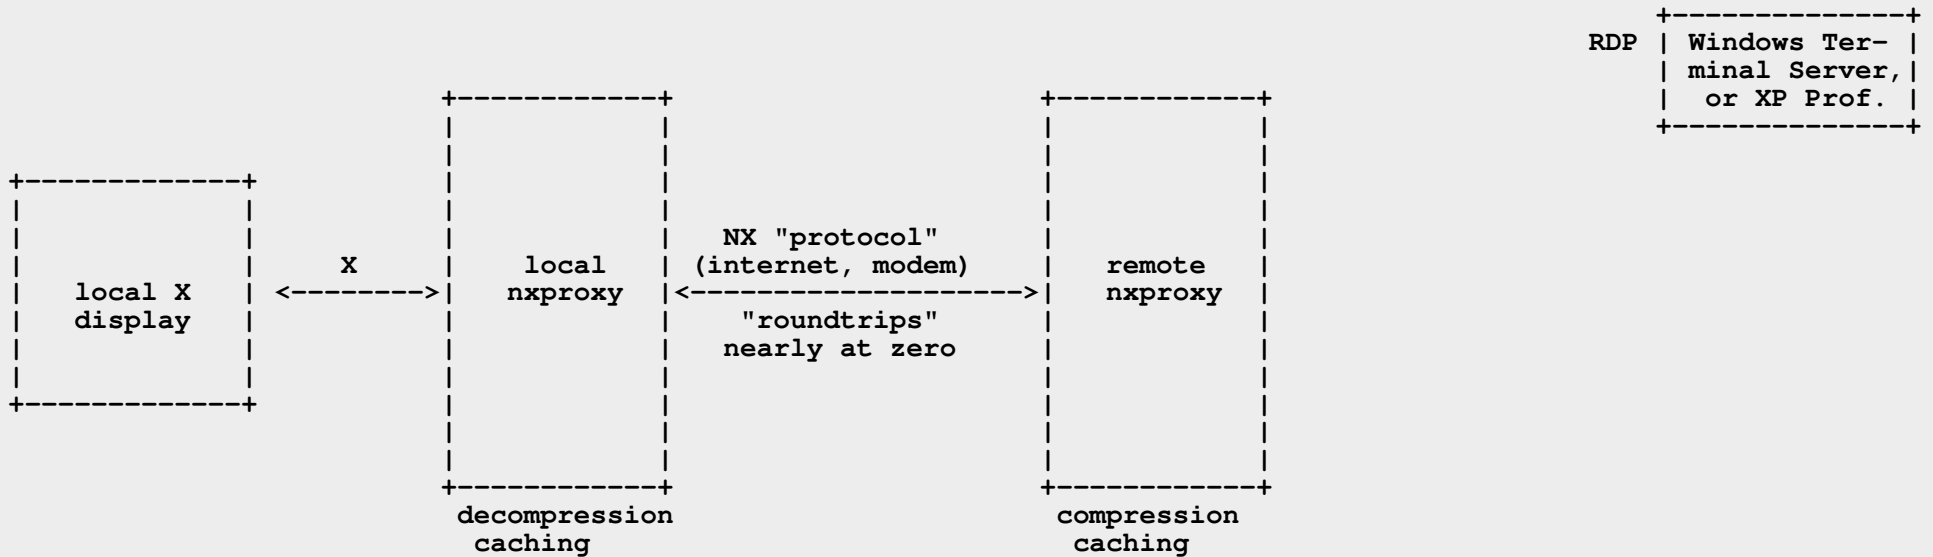 RDP | Windows Ter-
minal Server,
or XP Prof.
X
local X
display
local
nxproxy
NX "protocol"
(internet, modem)
"roundtrips"
nearly at zero
remote
nxproxy
decompression
caching
compression
caching